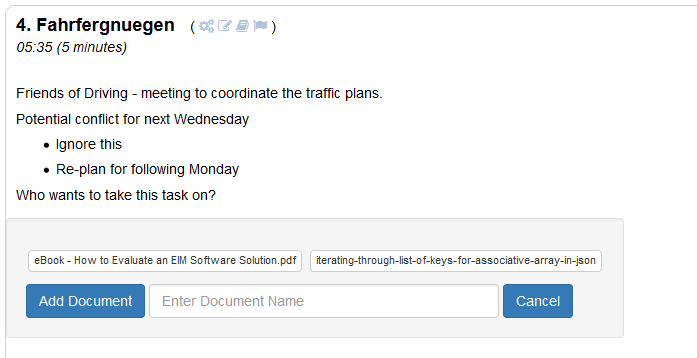 4. Fahrfergnuegen ( )
05:35 (5 minutes)
Friends of Driving - meeting to coordinate the traffic plans.
Potential conflict for next Wednesday
• Ignore this
• Re-plan for following Monday
Who wants to take this task on?
eBook - How to Evaluate an EIM Software Solution.pdf iterating-through-list-of-keys-for-associative-array-in-json
Add Document Enter Document Name Cancel